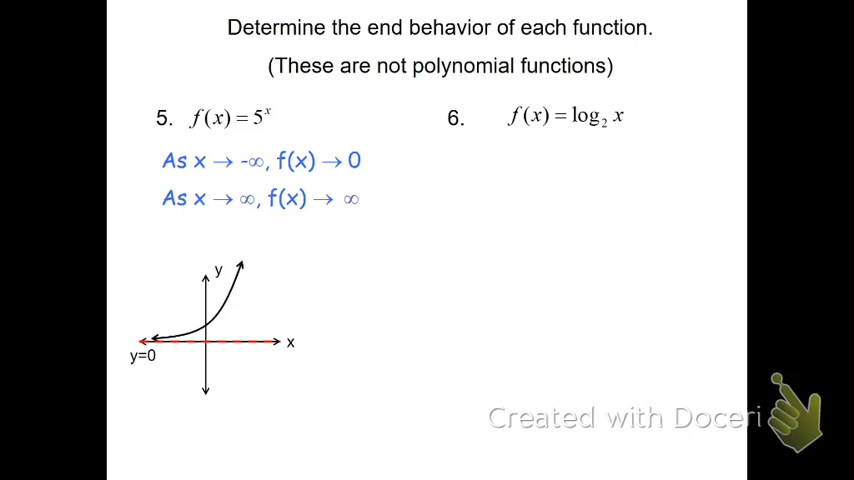 Determine the end behavior of each function.
(These are not polynomial functions)
5. f(x) = 5ˣ
6. f(x) = log₂ x
As x → -∞, f(x) → 0
As x → ∞, f(x) → ∞
y
x
y=0
Created with Doceri